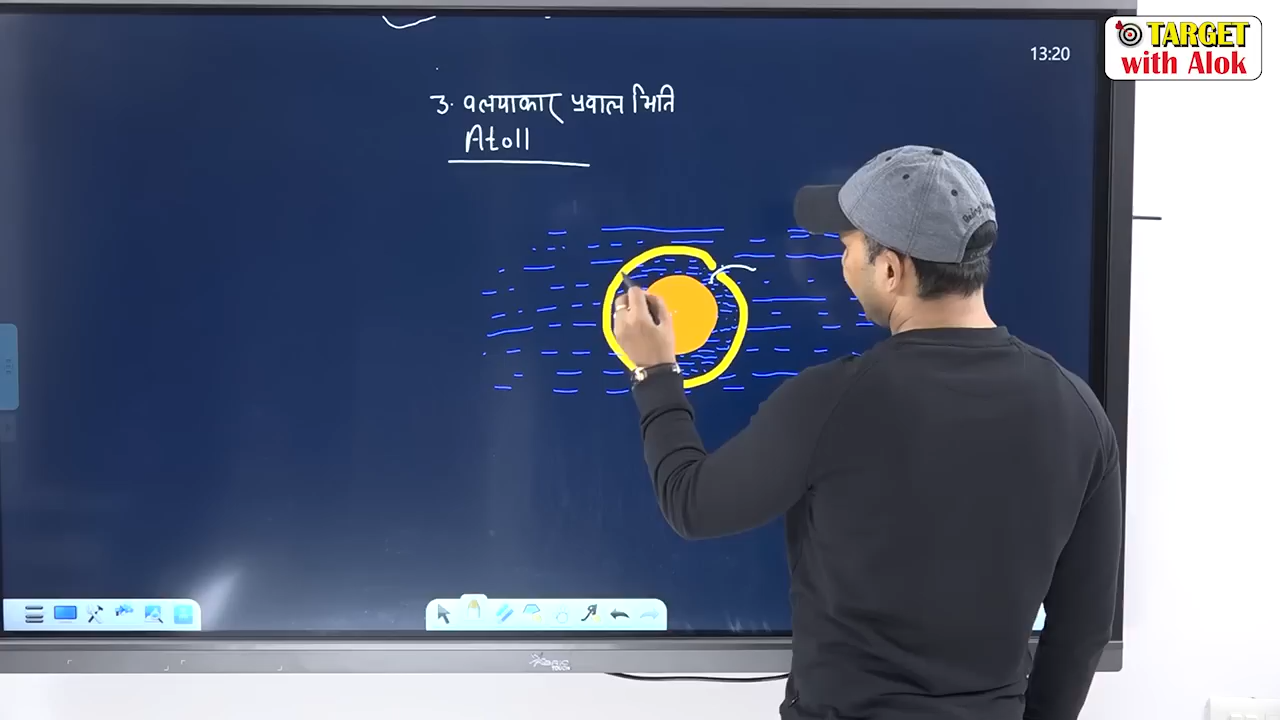 TARGET
with Alok
13:20
3. वलयाकार प्रवाल भिति
Atoll